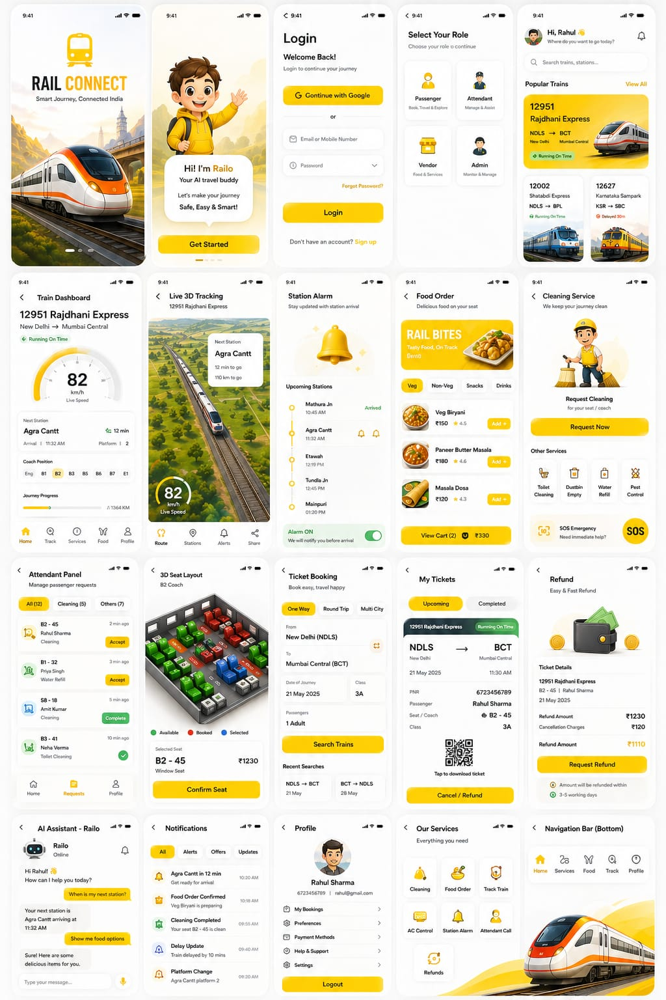 9:41
RAIL CONNECT
Smart Journey, Connected India
9:41
Hi! I'm Railo
Your AI travel buddy
Let's make your journey
Safe, Easy & Smart!
Get Started
9:41
Login
Welcome Back!
Login to continue your journey
Continue with Google
or
Email or Mobile Number
Password
Forgot Password?
Login
Don't have an account? Sign up
9:41
Select Your Role
Choose your role to continue
Passenger
Book, Travel & Explore
Attendant
Manage & Assist
Vendor
Food & Services
Admin
Monitor & Manage
9:41
Hi, Rahul 👋
Where do you want to go today?
Search trains, stations...
Popular Trains
View All
12951
Rajdhani Express
NDLS → BCT
New Delhi Mumbai Central
Running On Time
12002
Shatabdi Express
NDLS → BPL
Running On Time
12627
Karnataka Sampark
KSR → SBC
Delayed 30m
9:41
Train Dashboard
12951 Rajdhani Express
New Delhi → Mumbai Central
Running On Time
82
km/h
Live Speed
Next Station
Agra Cantt
12 min
Arrival | 11:32 AM
Platform | 2
Coach Position
Eng B1 B2 B3 B5 B6 B7 E1
Journey Progress
1364 KM
Home Track Services Food Profile
9:41
Live 3D Tracking
12951 Rajdhani Express
Next Station
Agra Cantt
12 min to go
110 km to go
82
km/h
Live Speed
Route Stations Alerts Share
9:41
Station Alarm
Stay updated with station arrival
Upcoming Stations
Mathura Jn
10:45 AM
Arrived
Agra Cantt
11:32 AM
Etawah
12:19 PM
Tundla Jn
12:45 PM
Mainpuri
01:20 PM
Alarm ON
We will notify you before arrival
9:41
Food Order
Delicious food on your seat
RAIL BITES
Tasty Food, On Track
Veg Non-Veg Snacks Drinks
Veg Biryani
₹150 ★ 4.5
Add +
Paneer Butter Masala
₹180 ★ 4.6
Add +
Masala Dosa
₹120 ★ 4.3
Add +
View Cart (2) ₹330
9:41
Cleaning Service
We keep your journey clean
Request Cleaning
for your seat / coach
Request Now
Other Services
Toilet Cleaning
Dustbin Empty
Water Refill
Pest Control
SOS Emergency
Need immediate help?
SOS
Attendant Panel
Manage passenger requests
All (12) Cleaning (5) Others (7)
B2 - 45
2 min ago
Rahul Sharma
Cleaning
Accept
B1 - 32
3 min ago
Priya Singh
Water Refill
Accept
S8 - 18
5 min ago
Amit Kumar
Cleaning
Complete
B3 - 41
10 min ago
Neha Verma
Toilet Cleaning
Home Requests Profile
3D Seat Layout
B2 Coach
Available Booked Selected
Selected Seat
B2 - 45
₹1230
Window Seat
Confirm Seat
Ticket Booking
Book easy, travel happy
One Way Round Trip Multi City
From
New Delhi (NDLS)
To
Mumbai Central (BCT)
Date of Journey
21 May 2025
Class
3A
Passengers
1 Adult
Search Trains
Recent Searches
NDLS → BCT
21 May
BCT → NDLS
28 May
My Tickets
Upcoming Completed
12951 Rajdhani Express
Running On Time
NDLS → BCT
New Delhi Mumbai Central
21 May 2025 11:30 AM
PNR 6723456789
Passenger Rahul Sharma
Seat / Coach B2 - 45
Class 3A
Tap to download ticket
Cancel / Refund
Refund
Easy & Fast Refund
Ticket Details
12951 Rajdhani Express
B2 - 45 | Rahul Sharma
21 May 2025
Refund Amount ₹1230
Cancellation Charges ₹120
Refund Amount ₹1110
Request Refund
Amount will be refunded within
3-5 working days
AI Assistant - Railo
Railo
Online
Hi Rahul! 👋
How can I help you today?
When is my next station?
Your next station is
Agra Cantt arriving at
11:32 AM
Show me food options
Sure! Here are some
delicious items for you.
Type your message...
Notifications
All Alerts Offers Updates
Agra Cantt in 12 min
Get ready for arrival
10:20 AM
Food Order Confirmed
Veg Biryani is preparing
10:18 AM
Cleaning Completed
Your seat B2 - 45 is clean
09:55 AM
Delay Update
Train delayed by 10 mins
09:40 AM
Platform Change
Agra Cantt platform 2
09:20 AM
Profile
Rahul Sharma
6723456789 | rahul@gmail.com
My Bookings
Preferences
Payment Methods
Help & Support
Settings
Logout
Our Services
Everything you need
Cleaning Food Order Track Train
AC Control Station Alarm Attendant Call
Refunds
Navigation Bar (Bottom)
Home Services Food Track Profile